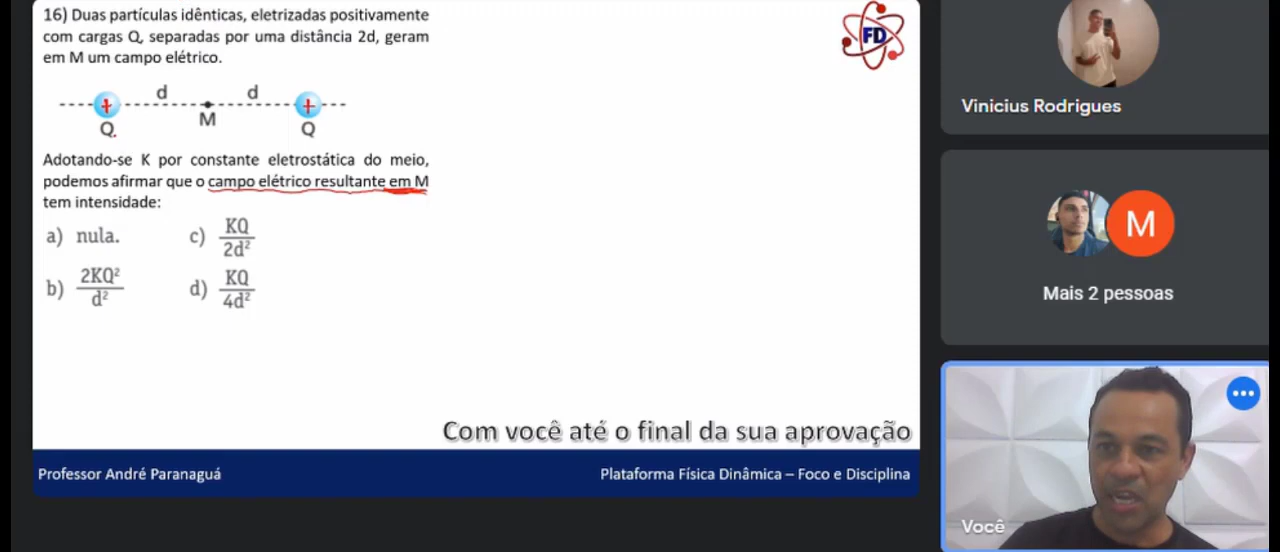 16) Duas partículas idênticas, eletrizadas positivamente
com cargas Q, separadas por uma distância 2d, geram
em M um campo elétrico.
d d
+ M +
Q Q
Adotando-se K por constante eletrostática do meio,
podemos afirmar que o campo elétrico resultante em M
tem intensidade:
a) nula. c) KQ/2d²
b) 2KQ²/d² d) KQ/4d²
FD
Com você até o final da sua aprovação
Professor André Paranaguá
Plataforma Física Dinâmica – Foco e Disciplina
Vinicius Rodrigues
M
Mais 2 pessoas
Você